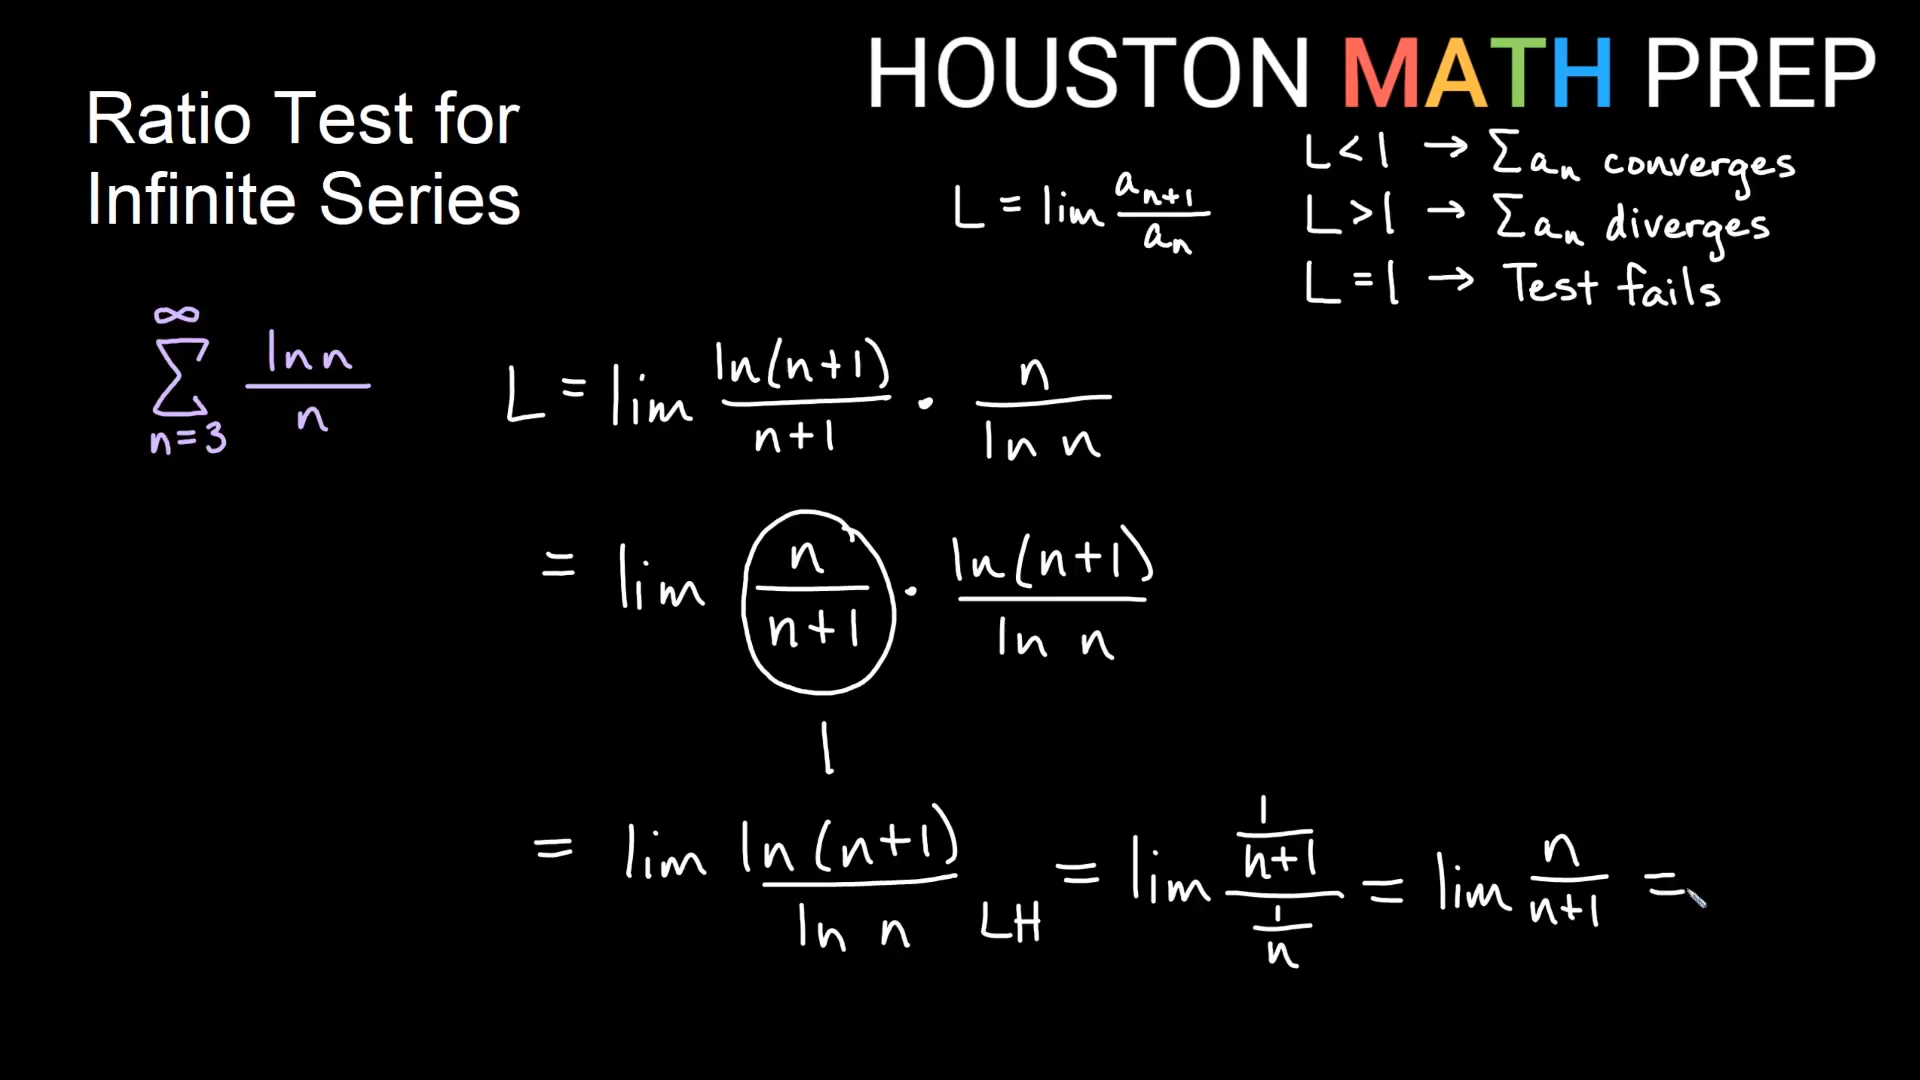 HOUSTON MATH PREP
Ratio Test for
Infinite Series
L = lim a_{n+1} / a_n
L < 1 → Σ a_n converges
L > 1 → Σ a_n diverges
L = 1 → Test fails
∞
Σ ln n / n
n=3
L = lim ln(n+1) / n+1 · n / ln n
= lim n / n+1 · ln(n+1) / ln n
1
= lim ln(n+1) / ln n LH = lim (1 / n+1) / (1 / n) = lim n / n+1 =